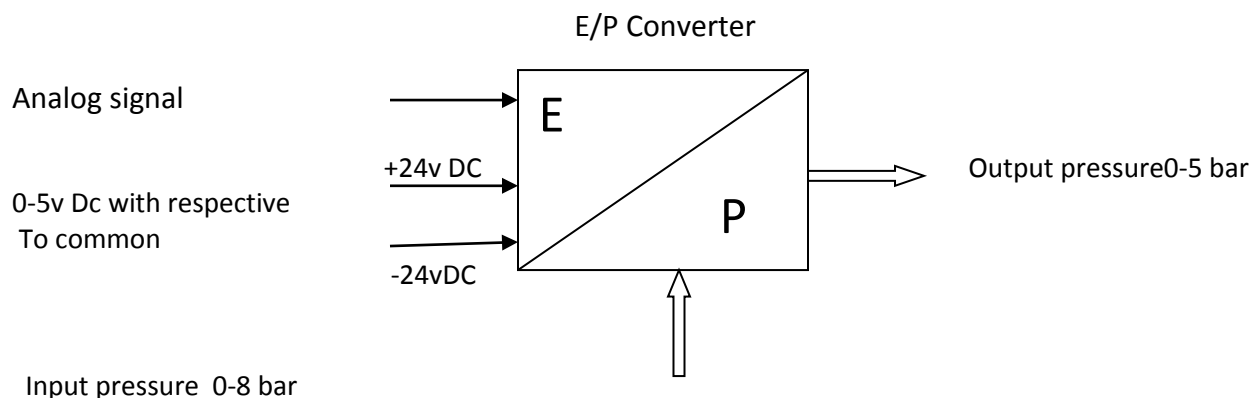 E/P Converter
Analog signal
E
+24v DC
Output pressure0-5 bar
0-5v Dc with respective
To common
P
-24vDC
Input pressure 0-8 bar